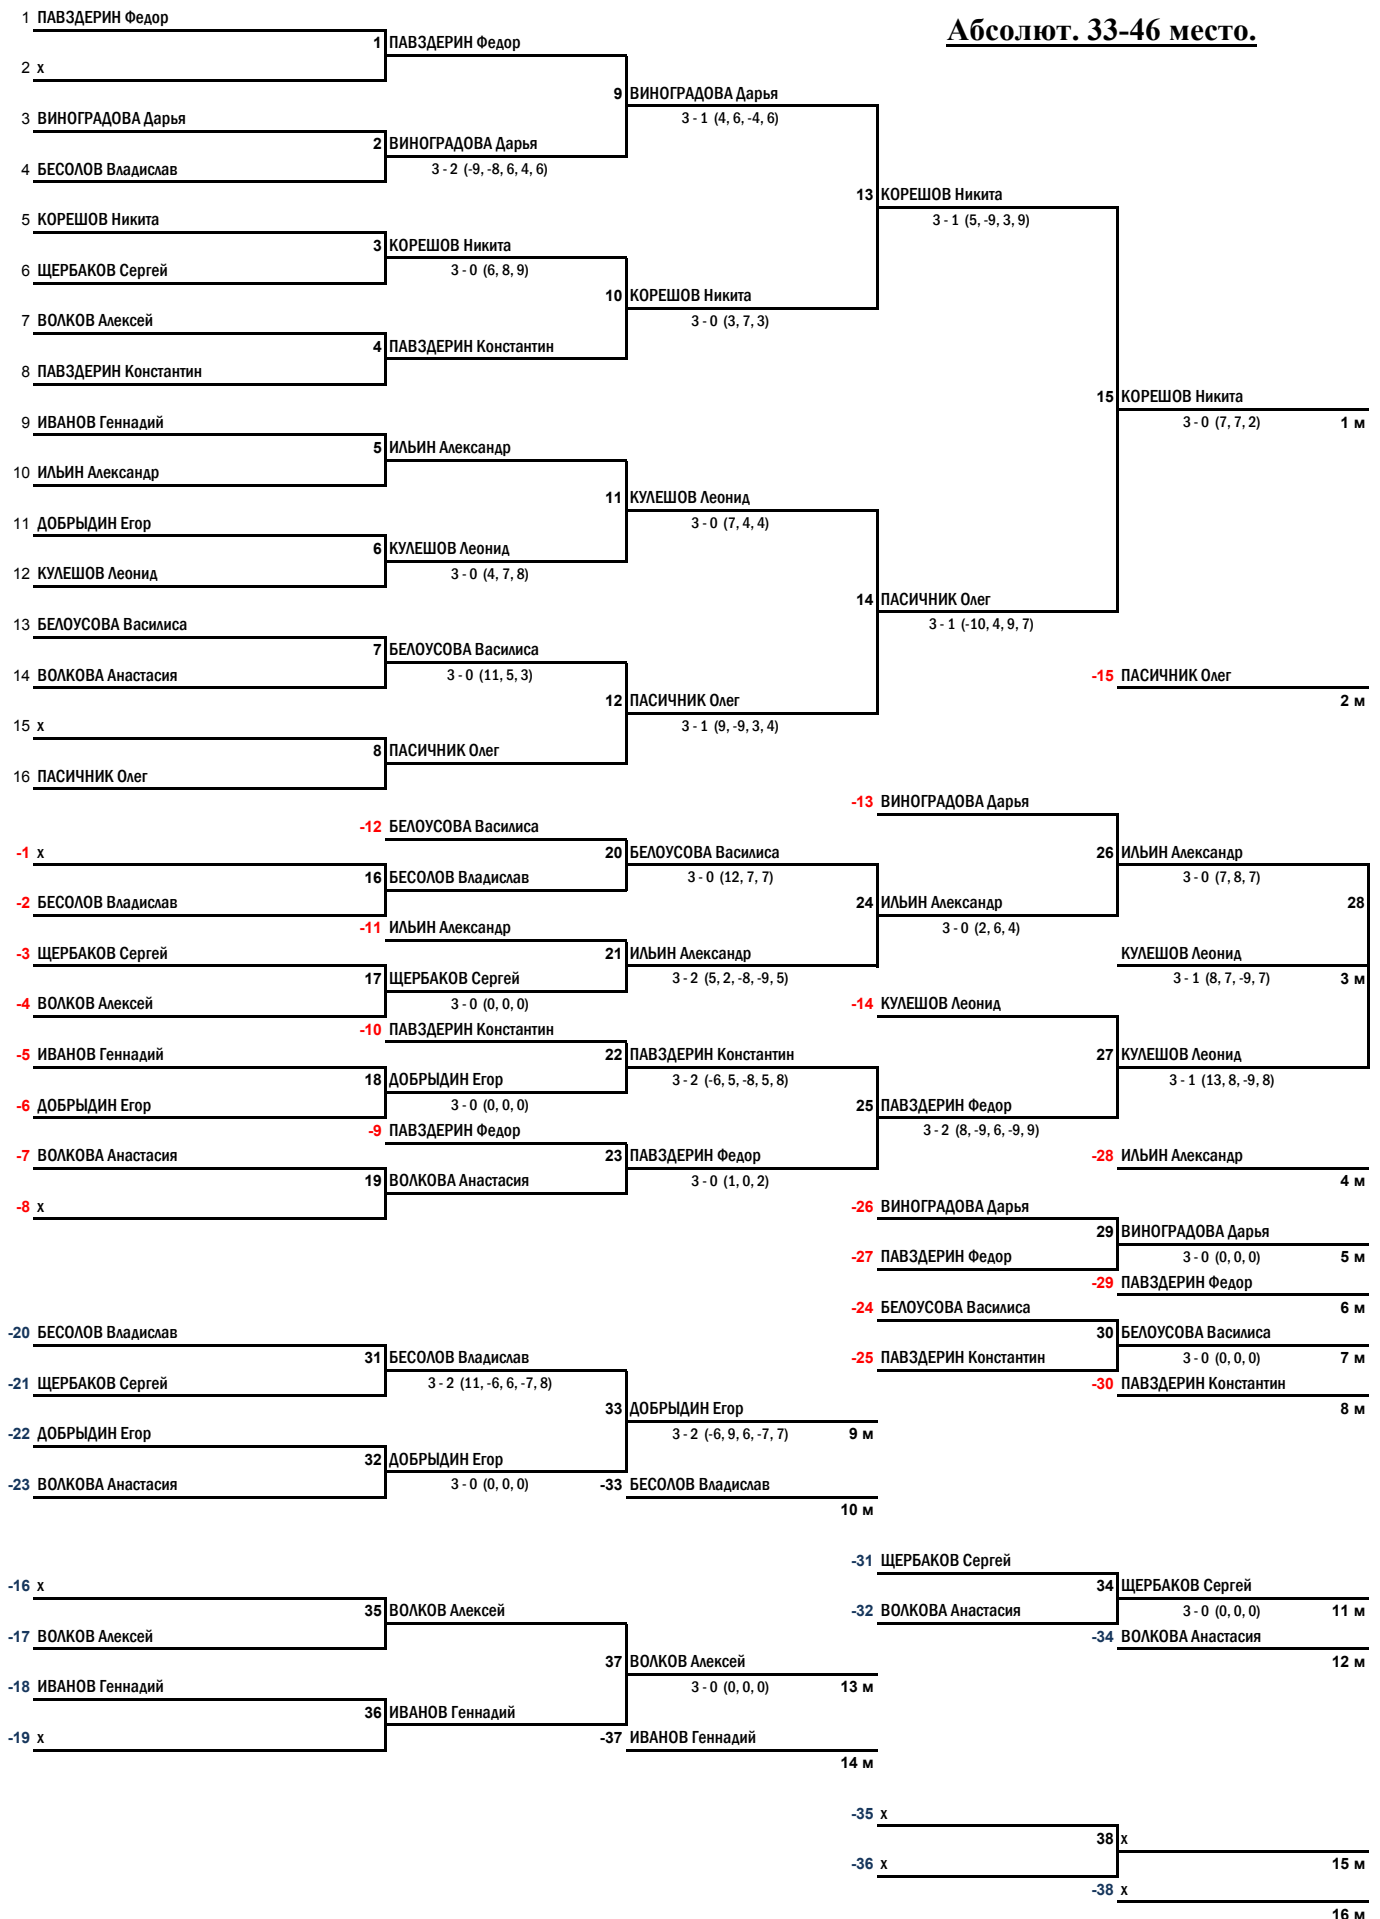 1 ПАВЗДЕРИН Федор
Абсолют. 33-46 место.
1 ПАВЗДЕРИН Федор
2 х
9 ВИНОГРАДОВА Дарья
3 ВИНОГРАДОВА Дарья
3 - 1 (4, 6, -4, 6)
2 ВИНОГРАДОВА Дарья
4 БЕСОЛОВ Владислав
3 - 2 (-9, -8, 6, 4, 6)
13 КОРЕШОВ Никита
5 КОРЕШОВ Никита
3 - 1 (5, -9, 3, 9)
3 КОРЕШОВ Никита
6 ЩЕРБАКОВ Сергей
3 - 0 (6, 8, 9)
10 КОРЕШОВ Никита
7 ВОЛКОВ Алексей
3 - 0 (3, 7, 3)
4 ПАВЗДЕРИН Константин
8 ПАВЗДЕРИН Константин
15 КОРЕШОВ Никита
9 ИВАНОВ Геннадий
3 - 0 (7, 7, 2) 1 м
5 ИЛЬИН Александр
10 ИЛЬИН Александр
11 КУЛЕШОВ Леонид
11 ДОБРЫДИН Егор
3 - 0 (7, 4, 4)
6 КУЛЕШОВ Леонид
12 КУЛЕШОВ Леонид
3 - 0 (4, 7, 8)
14 ПАСИЧНИК Олег
13 БЕЛОУСОВА Василиса
3 - 1 (-10, 4, 9, 7)
7 БЕЛОУСОВА Василиса
14 ВОЛКОВА Анастасия
3 - 0 (11, 5, 3)
-15 ПАСИЧНИК Олег
12 ПАСИЧНИК Олег
2 м
15 х
3 - 1 (9, -9, 3, 4)
8 ПАСИЧНИК Олег
16 ПАСИЧНИК Олег
-13 ВИНОГРАДОВА Дарья
-12 БЕЛОУСОВА Василиса
-1 х
20 БЕЛОУСОВА Василиса
26 ИЛЬИН Александр
16 БЕСОЛОВ Владислав
3 - 0 (12, 7, 7)
3 - 0 (7, 8, 7)
-2 БЕСОЛОВ Владислав
24 ИЛЬИН Александр
28
-11 ИЛЬИН Александр
3 - 0 (2, 6, 4)
-3 ЩЕРБАКОВ Сергей
21 ИЛЬИН Александр
КУЛЕШОВ Леонид
17 ЩЕРБАКОВ Сергей
3 - 2 (5, 2, -8, -9, 5)
3 - 1 (8, 7, -9, 7) 3 м
-4 ВОЛКОВ Алексей
3 - 0 (0, 0, 0)
-14 КУЛЕШОВ Леонид
-10 ПАВЗДЕРИН Константин
-5 ИВАНОВ Геннадий
22 ПАВЗДЕРИН Константин
27 КУЛЕШОВ Леонид
18 ДОБРЫДИН Егор
3 - 2 (-6, 5, -8, 5, 8)
3 - 1 (13, 8, -9, 8)
-6 ДОБРЫДИН Егор
3 - 0 (0, 0, 0)
25 ПАВЗДЕРИН Федор
-9 ПАВЗДЕРИН Федор
3 - 2 (8, -9, 6, -9, 9)
-7 ВОЛКОВА Анастасия
23 ПАВЗДЕРИН Федор
-28 ИЛЬИН Александр
19 ВОЛКОВА Анастасия
3 - 0 (1, 0, 2)
4 м
-8 х
-26 ВИНОГРАДОВА Дарья
29 ВИНОГРАДОВА Дарья
-27 ПАВЗДЕРИН Федор
3 - 0 (0, 0, 0) 5 м
-29 ПАВЗДЕРИН Федор
-24 БЕЛОУСОВА Василиса
6 м
-20 БЕСОЛОВ Владислав
30 БЕЛОУСОВА Василиса
31 БЕСОЛОВ Владислав
-25 ПАВЗДЕРИН Константин
3 - 0 (0, 0, 0) 7 м
-21 ЩЕРБАКОВ Сергей
3 - 2 (11, -6, 6, -7, 8)
-30 ПАВЗДЕРИН Константин
33 ДОБРЫДИН Егор
8 м
-22 ДОБРЫДИН Егор
3 - 2 (-6, 9, 6, -7, 7) 9 м
32 ДОБРЫДИН Егор
-23 ВОЛКОВА Анастасия
3 - 0 (0, 0, 0)
-33 БЕСОЛОВ Владислав
10 м
-31 ЩЕРБАКОВ Сергей
-16 х
34 ЩЕРБАКОВ Сергей
35 ВОЛКОВ Алексей
-32 ВОЛКОВА Анастасия
3 - 0 (0, 0, 0) 11 м
-17 ВОЛКОВ Алексей
-34 ВОЛКОВА Анастасия
37 ВОЛКОВ Алексей
12 м
-18 ИВАНОВ Геннадий
3 - 0 (0, 0, 0) 13 м
36 ИВАНОВ Геннадий
-19 х
-37 ИВАНОВ Геннадий
14 м
-35 х
38 х
-36 х
15 м
-38 х
16 м